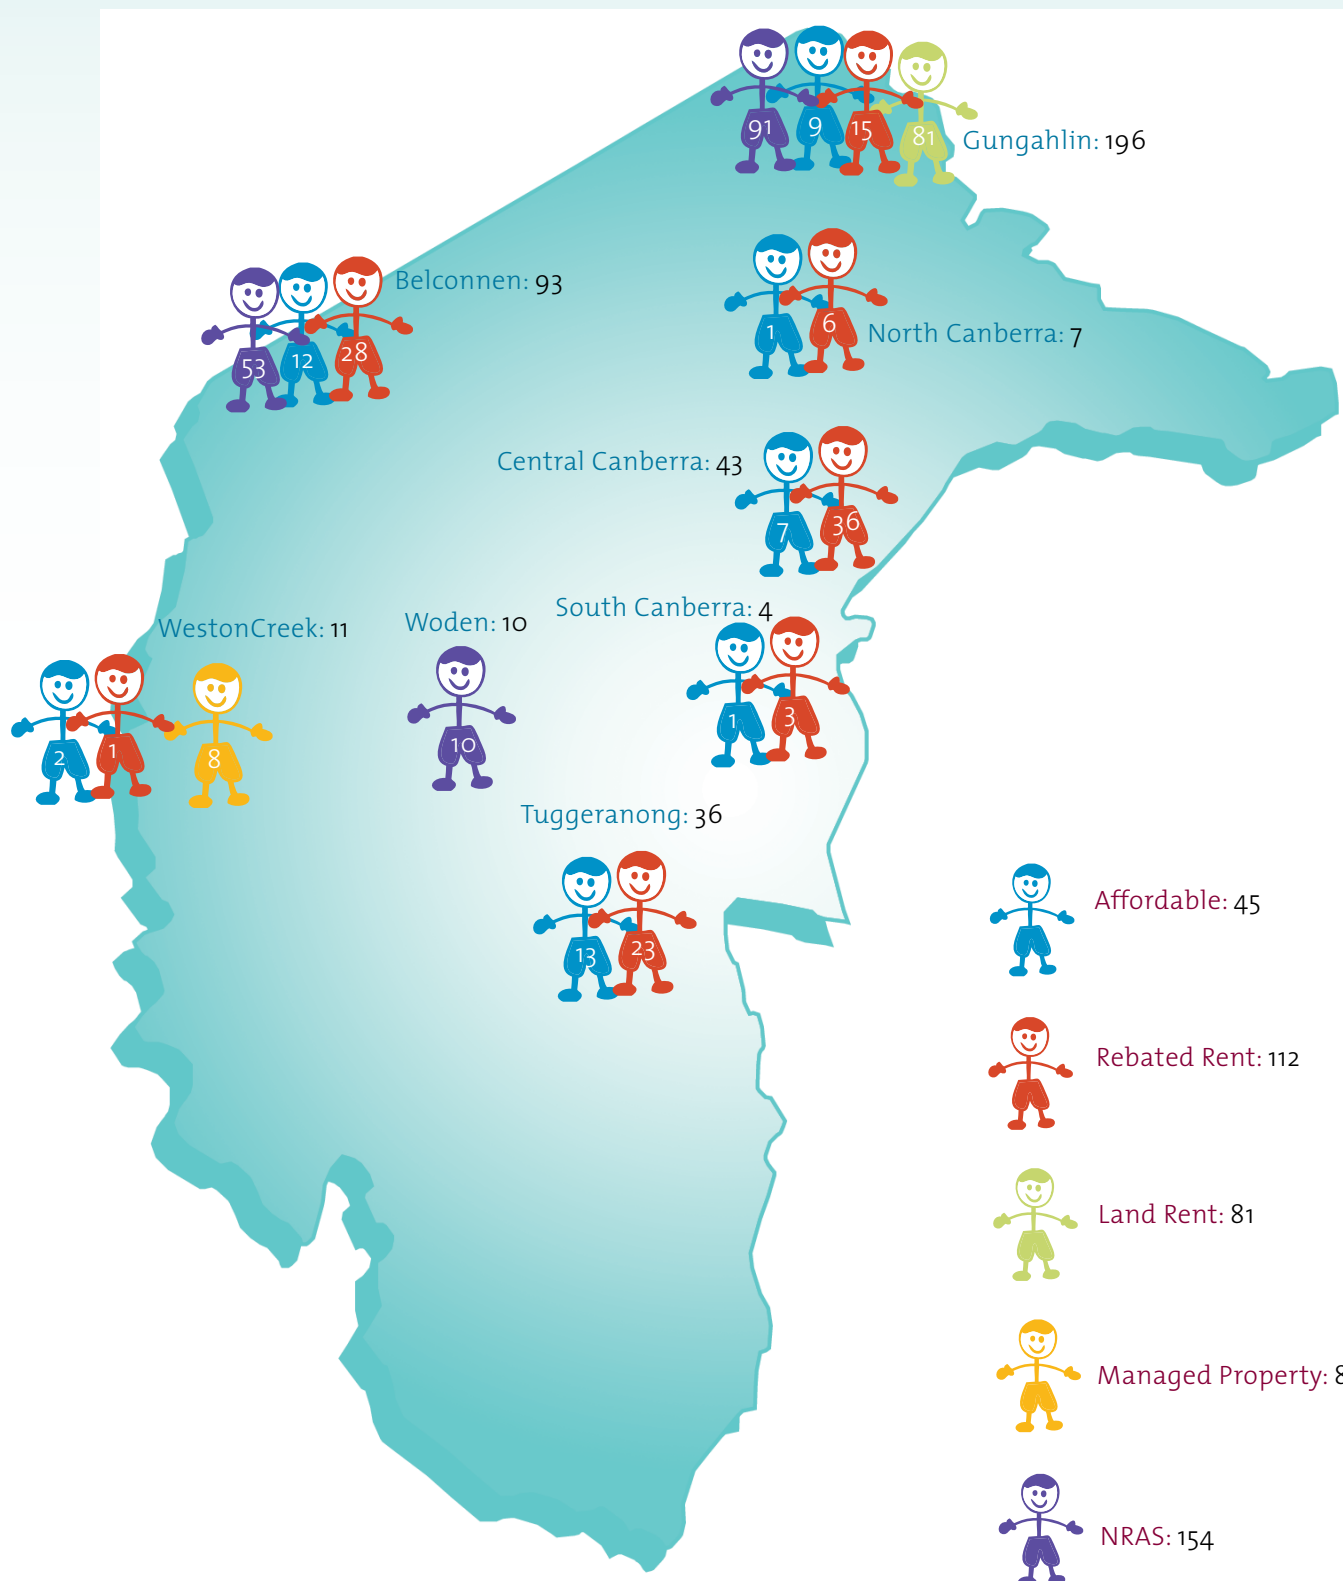 91 9 15 81
Gungahlin: 196
Belconnen: 93
53 12 28
1 6
North Canberra: 7
Central Canberra: 43
7 36
South Canberra: 4
1 3
WestonCreek: 11
2 1 8
Woden: 10
10
Tuggeranong: 36
13 23
Affordable: 45
Rebated Rent: 112
Land Rent: 81
Managed Property: 8
NRAS: 154